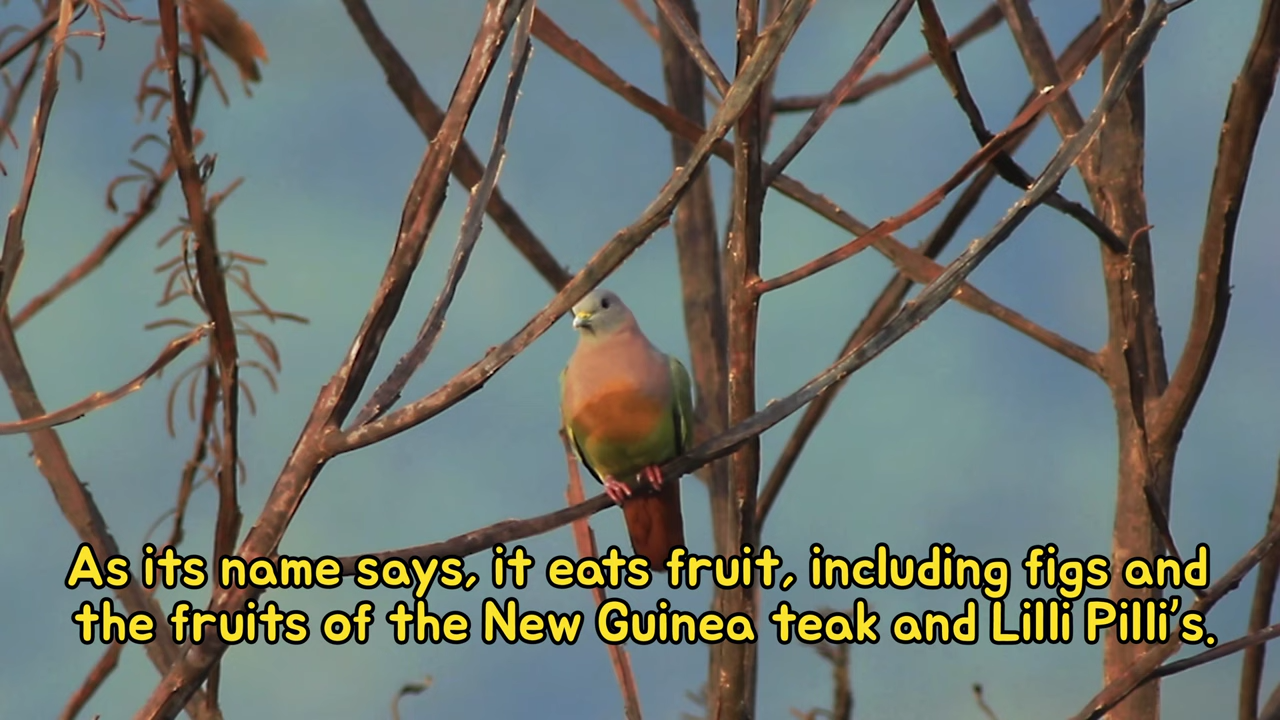 As its name says, it eats fruit, including figs and
the fruits of the New Guinea teak and Lilli Pilli's.